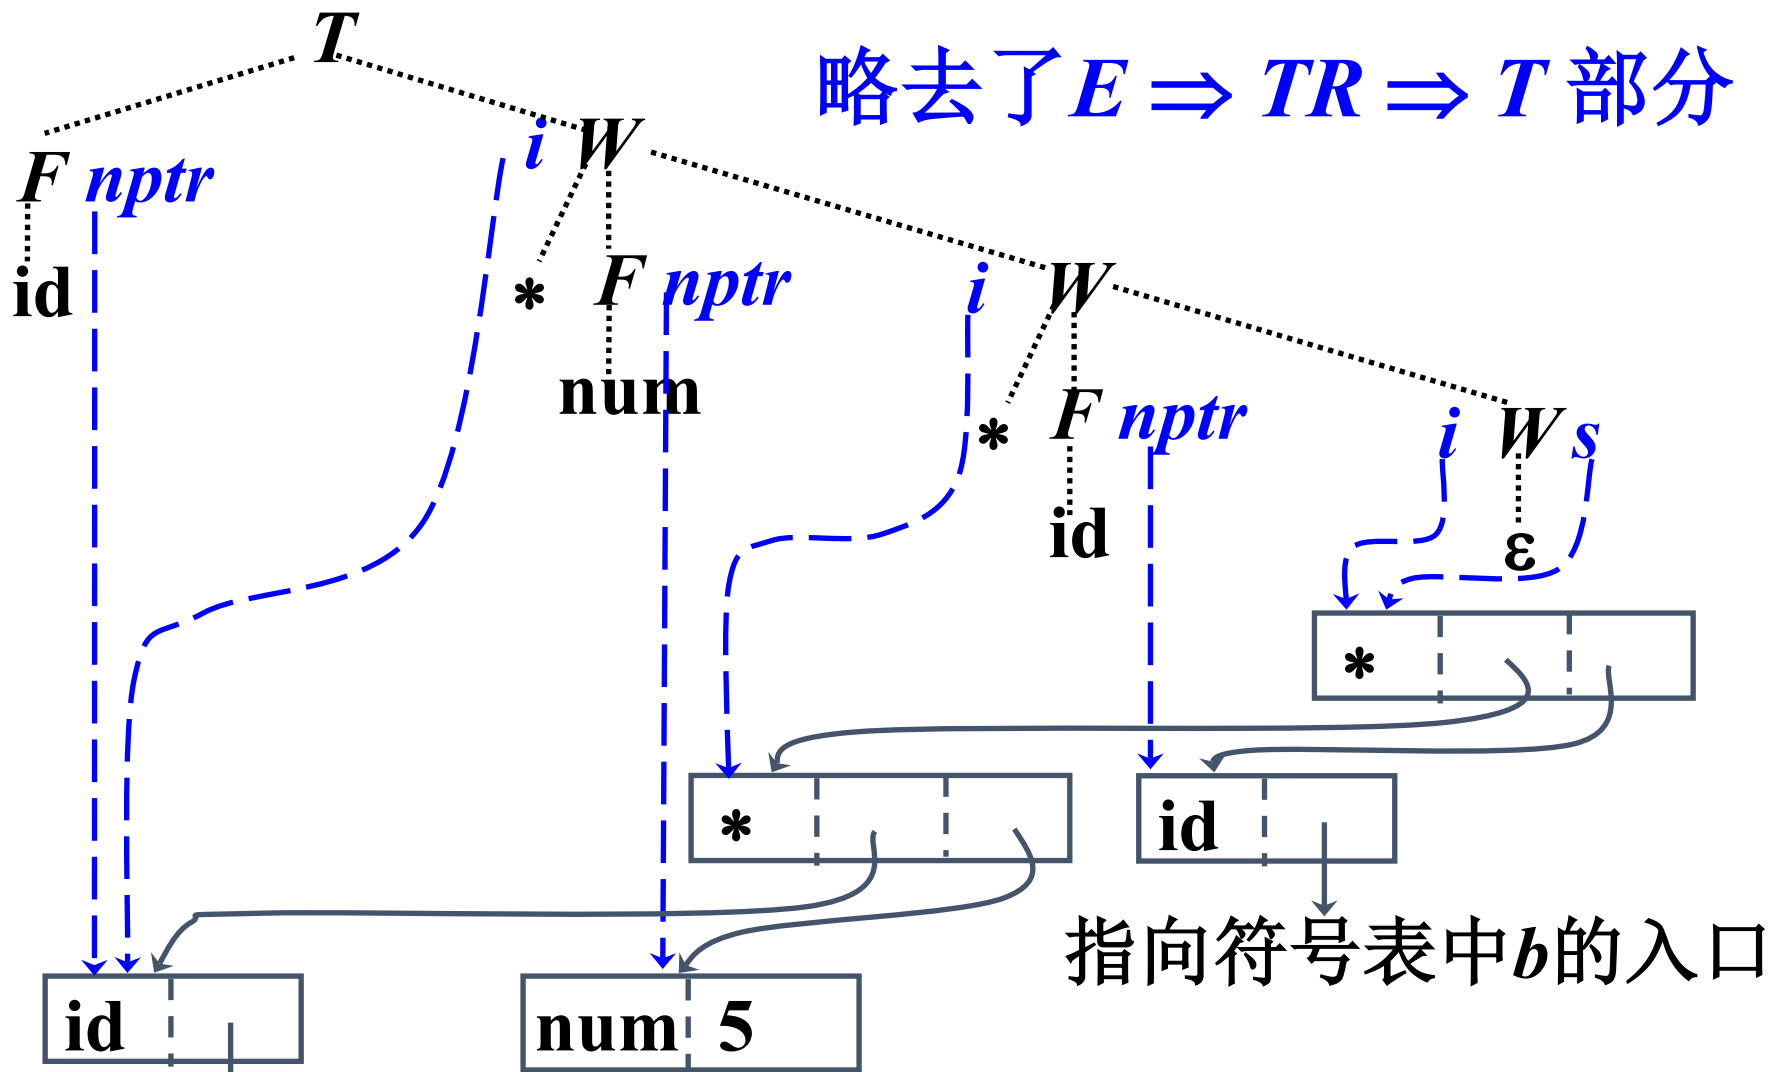 T
略去了E ⇒ TR ⇒ T 部分
F nptr
i W
id
* F nptr
i W
num
* F nptr
i W s
id
ε
*
*
id
指向符号表中b的入口
id
num 5